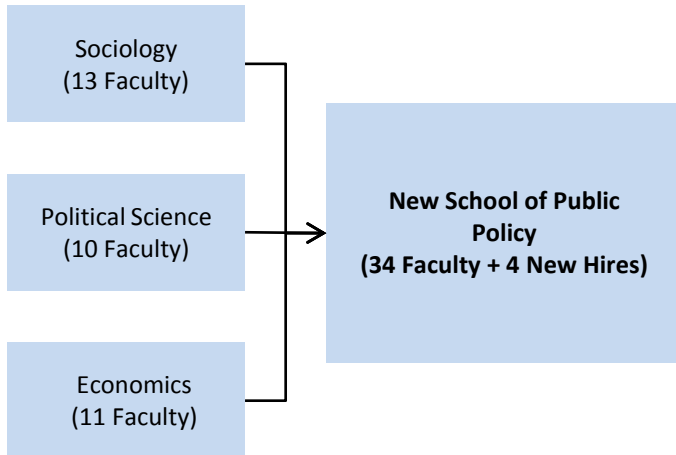 Sociology
(13 Faculty)
Political Science
(10 Faculty)
Economics
(11 Faculty)
New School of Public
Policy
(34 Faculty + 4 New Hires)